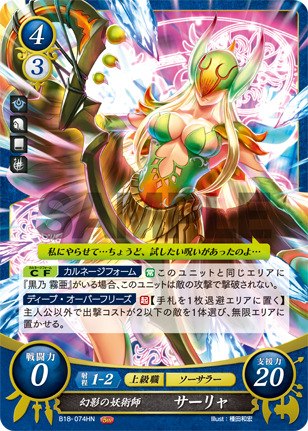 4
3
SAMPLE
私にやらせて…ちょうど、試したい呪いがあったのよ…
CF カルネージフォーム 常 このユニットと同じエリアに
『黒乃 霧亜』がいる場合、このユニットは敵の攻撃で撃破されない。
ディープ・オーバーフリーズ 起 【手札を1枚退避エリアに置く】
主人公以外で出撃コストが2以下の敵を1体選び、無限エリアに
置かせる。
戦闘力
0
射程 1-2 上級職 ソーサラー
支援力
20
幻影の妖術師 サーリャ
B18-074HN
Illust:種田和宏